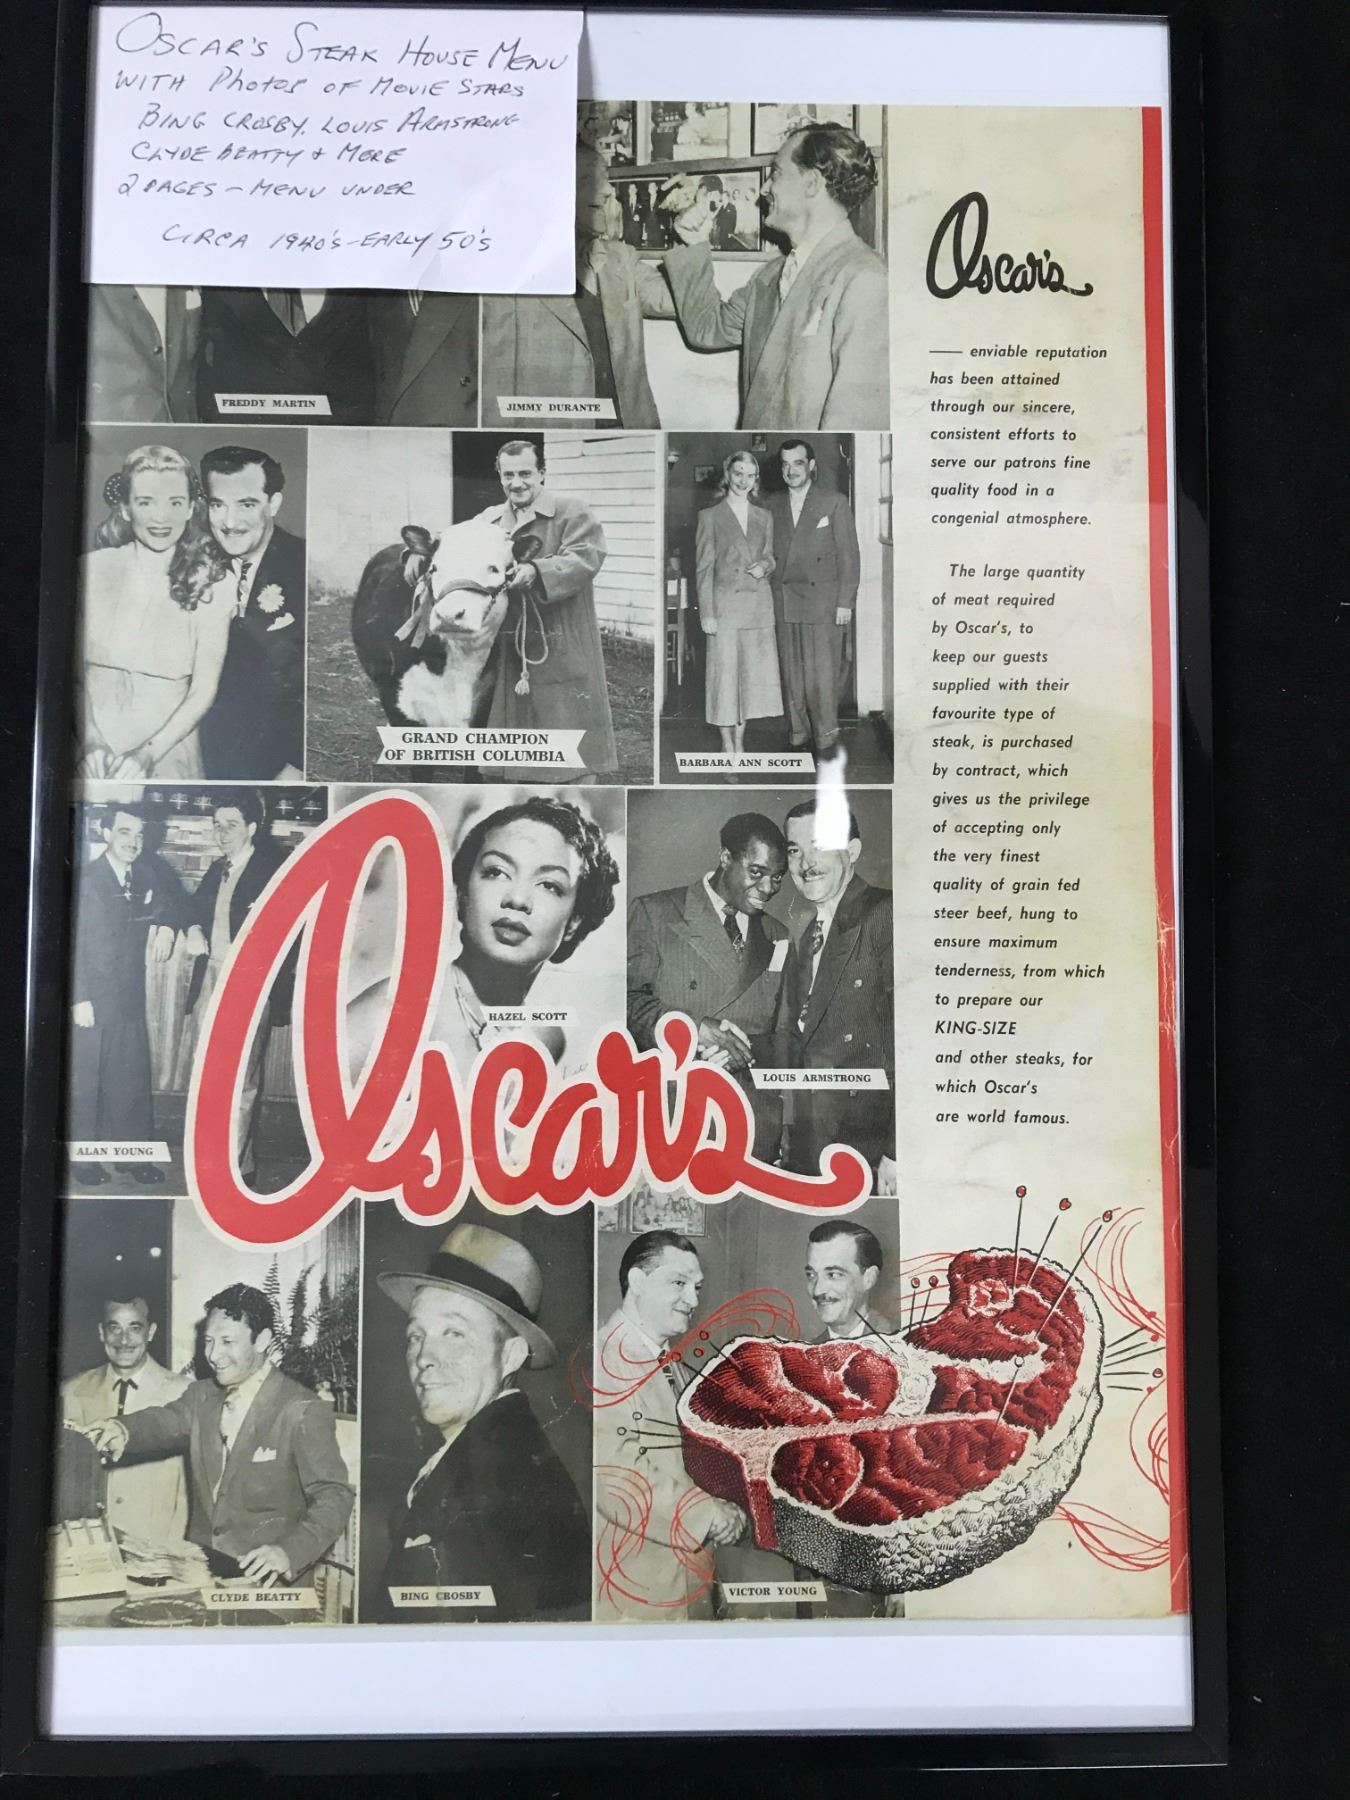 OSCAR'S STEAK HOUSE MENU
WITH PHOTOS OF MOVIE STARS
BING CROSBY, LOUIS ARMSTRONG
CLYDE BEATTY + MORE
2 PAGES - MENU UNDER
CIRCA 1940'S - EARLY 50'S
FREDDY MARTIN
JIMMY DURANTE
GRAND CHAMPION
OF BRITISH COLUMBIA
BARBARA ANN SCOTT
HAZEL SCOTT
LOUIS ARMSTRONG
ALAN YOUNG
Oscar's
CLYDE BEATTY
BING CROSBY
VICTOR YOUNG
Oscar's
— enviable reputation
has been attained
through our sincere,
consistent efforts to
serve our patrons fine
quality food in a
congenial atmosphere.
The large quantity
of meat required
by Oscar's, to
keep our guests
supplied with their
favourite type of
steak, is purchased
by contract, which
gives us the privilege
of accepting only
the very finest
quality of grain fed
steer beef, hung to
ensure maximum
tenderness, from which
to prepare our
KING-SIZE
and other steaks, for
which Oscar's
are world famous.